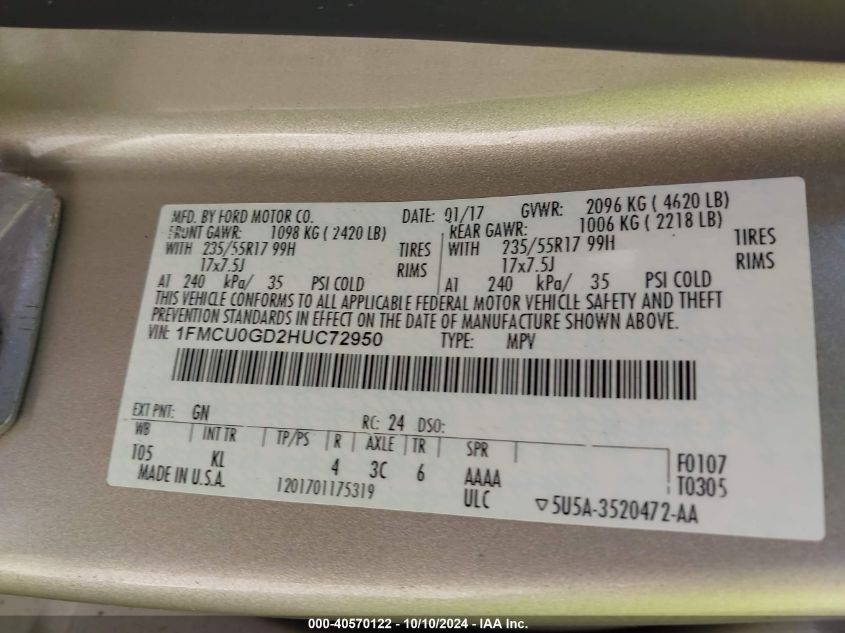 MFD. BY FORD MOTOR CO. DATE: 01/17 GVWR: 2096 KG ( 4620 LB)
FRONT GAWR: 1098 KG ( 2420 LB) REAR GAWR: 1006 KG ( 2218 LB)
WITH 235/55R17 99H TIRES WITH 235/55R17 99H TIRES
17x7.5J RIMS 17x7.5J RIMS
AT 240 kPa/ 35 PSI COLD AT 240 kPa/ 35 PSI COLD
THIS VEHICLE CONFORMS TO ALL APPLICABLE FEDERAL MOTOR VEHICLE SAFETY AND THEFT
PREVENTION STANDARDS IN EFFECT ON THE DATE OF MANUFACTURE SHOWN ABOVE.
VIN: 1FMCU0GD2HUC72950 TYPE: MPV
EXT PNT: GN RC: 24 DSO:
WB INT TR TP/PS R AXLE TR SPR
T05 KL 4 3C 6 AAAA F0107
MADE IN U.S.A. 1201701175319 ULC T0305
▽5U5A-3520472-AA
000-40570122 - 10/10/2024 - IAA Inc.